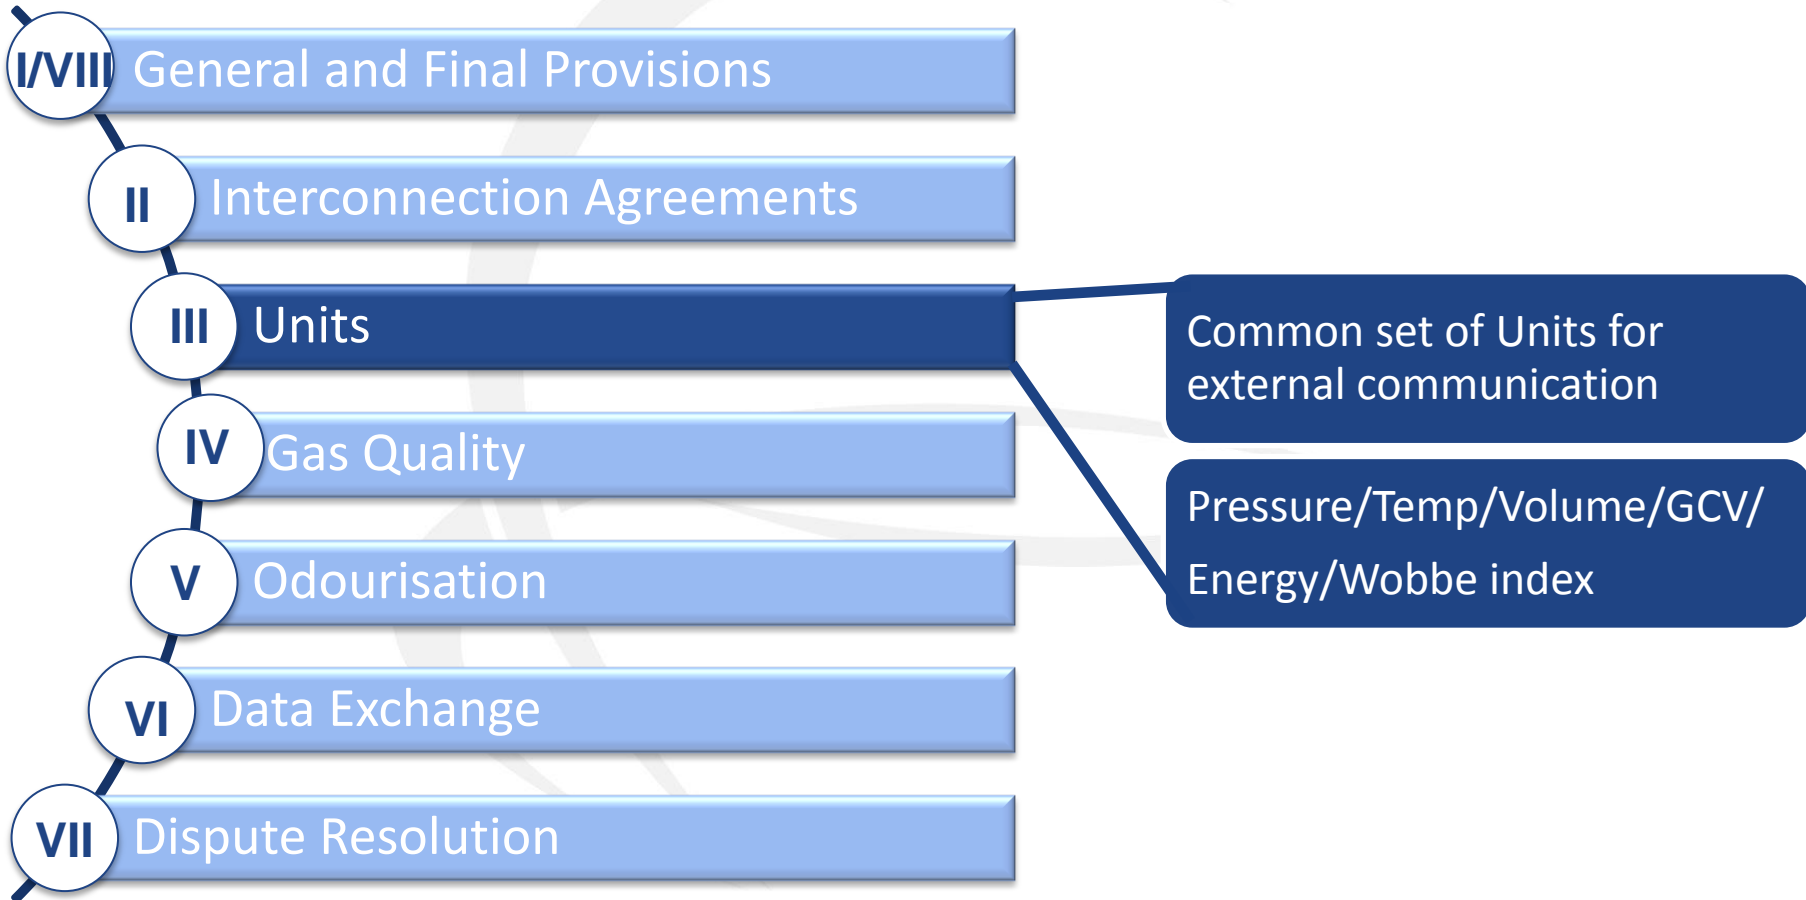 I/VIII General and Final Provisions
II Interconnection Agreements
III Units
Common set of Units for
external communication
Pressure/Temp/Volume/GCV/
Energy/Wobbe index
IV Gas Quality
V Odourisation
VI Data Exchange
VII Dispute Resolution